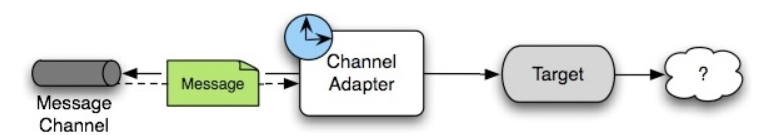 Message
Channel
Message
Channel
Adapter
Target
?